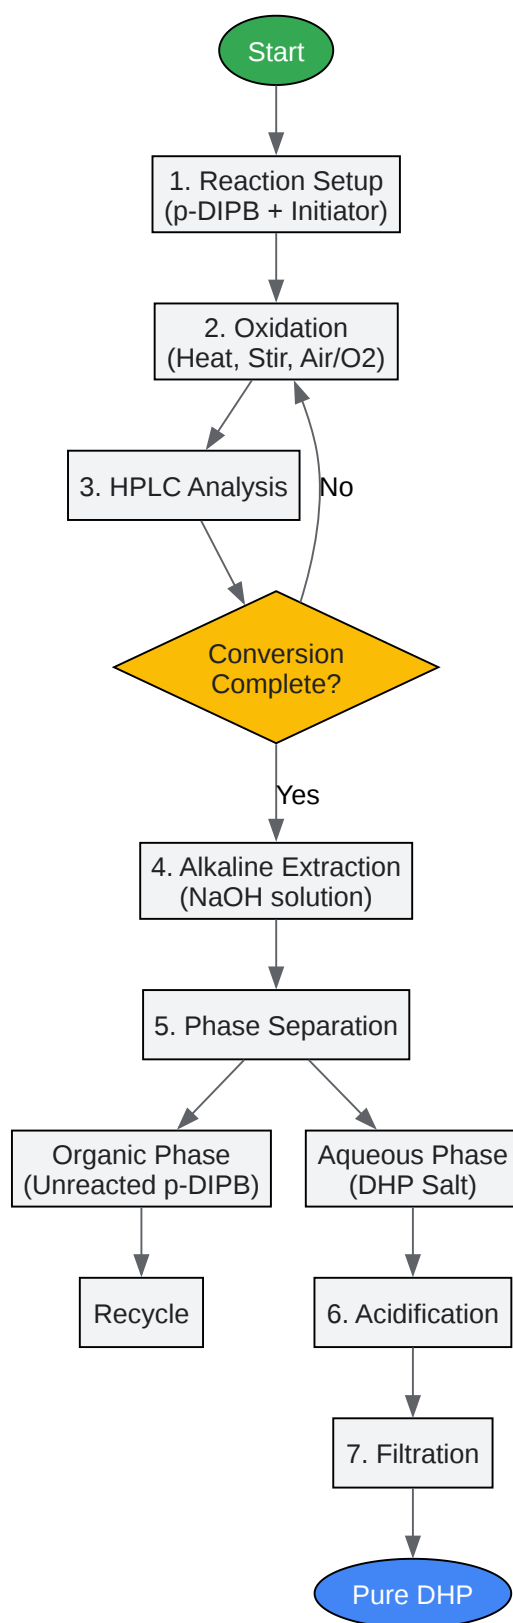 Start
1. Reaction Setup
(p-DIPB + Initiator)
2. Oxidation
(Heat, Stir, Air/O2)
3. HPLC Analysis
No
Conversion
Complete?
Yes
4. Alkaline Extraction
(NaOH solution)
5. Phase Separation
Organic Phase
(Unreacted p-DIPB)
Aqueous Phase
(DHP Salt)
Recycle
6. Acidification
7. Filtration
Pure DHP